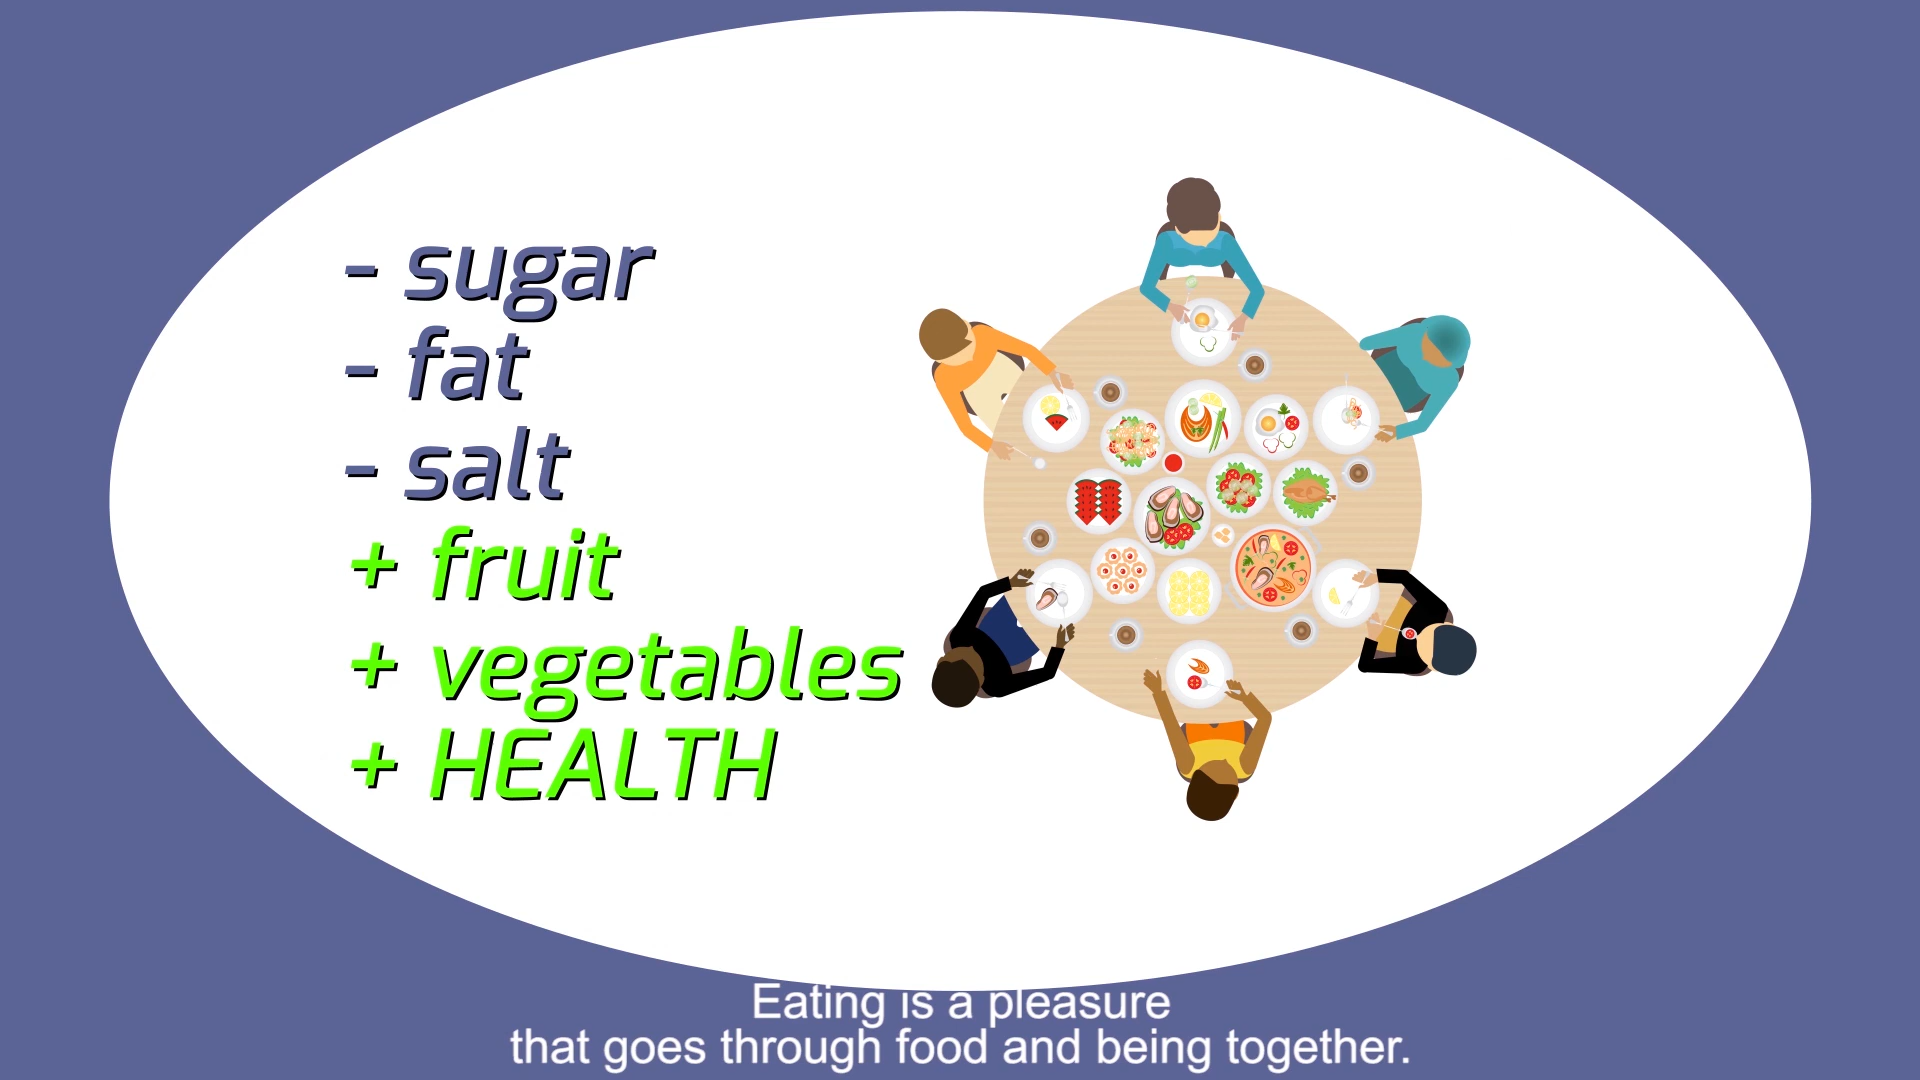 - sugar
- fat
- salt
+ fruit
+ vegetables
+ HEALTH
Eating is a pleasure
that goes through food and being together.